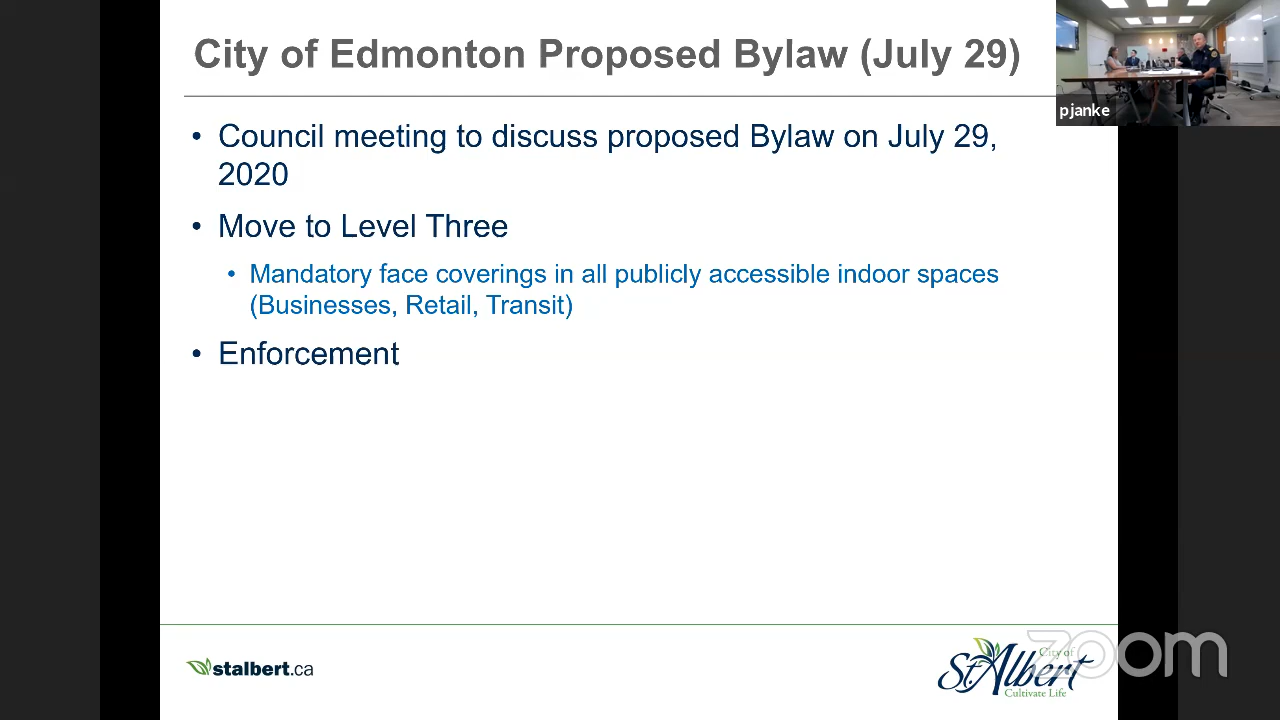 City of Edmonton Proposed Bylaw (July 29)
pjanke
• Council meeting to discuss proposed Bylaw on July 29,
2020
• Move to Level Three
• Mandatory face coverings in all publicly accessible indoor spaces
(Businesses, Retail, Transit)
• Enforcement
stalbert.ca
City of
St. Albert
Cultivate Life
zoom